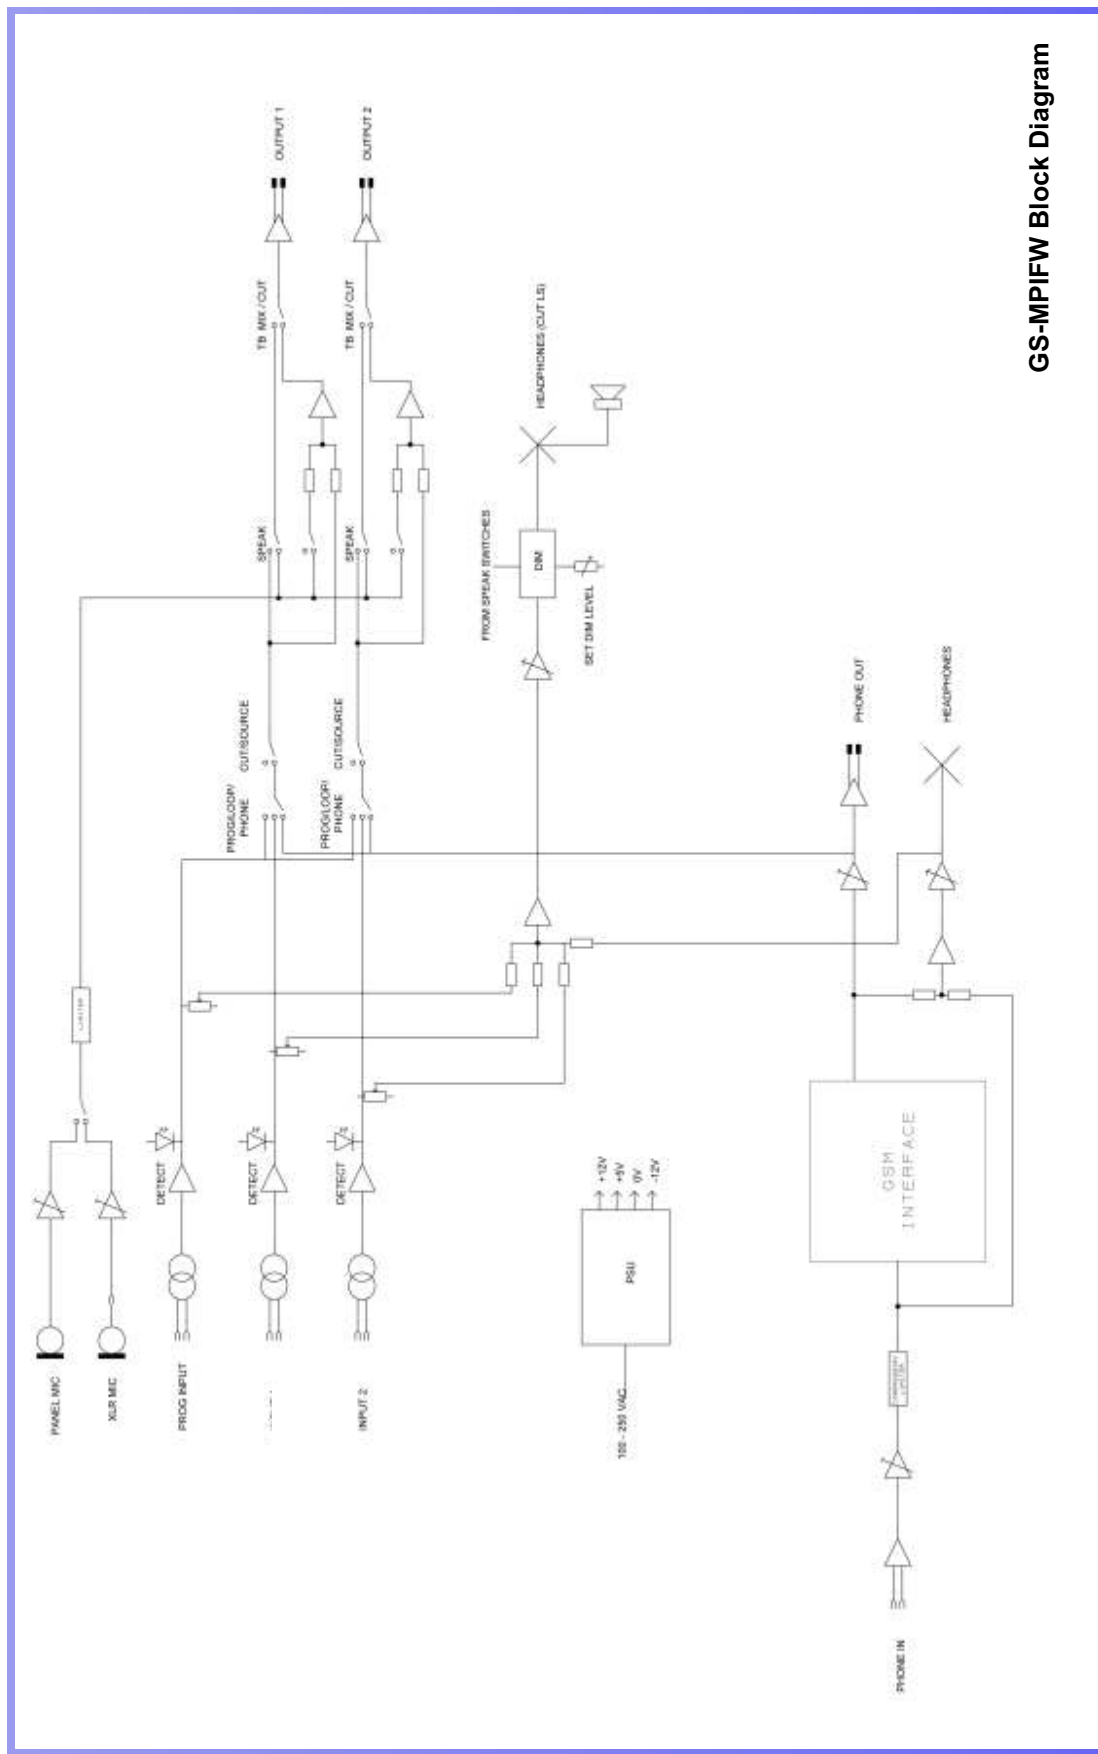 GS-MPIFW Block Diagram
PANEL MIC
XLR MIC
PROG INPUT
INPUT 2
DETECT
DETECT
DETECT
LIMITER
PROG/LOOP/
PHONE
CUT/SOURCE
PROG/LOOP/
PHONE
CUT/SOURCE
SPEAK
SPEAK
TB MIX / CUT
TB MIX / CUT
OUTPUT 1
OUTPUT 2
FROM SPEAK SWITCHES
DIM
SET DIM LEVEL
HEADPHONES (CUT LS)
100 - 250 VAC
PSU
+12V
+5V
0V
-12V
PHONE IN
LIMITER
GSM
INTERFACE
PHONE OUT
HEADPHONES